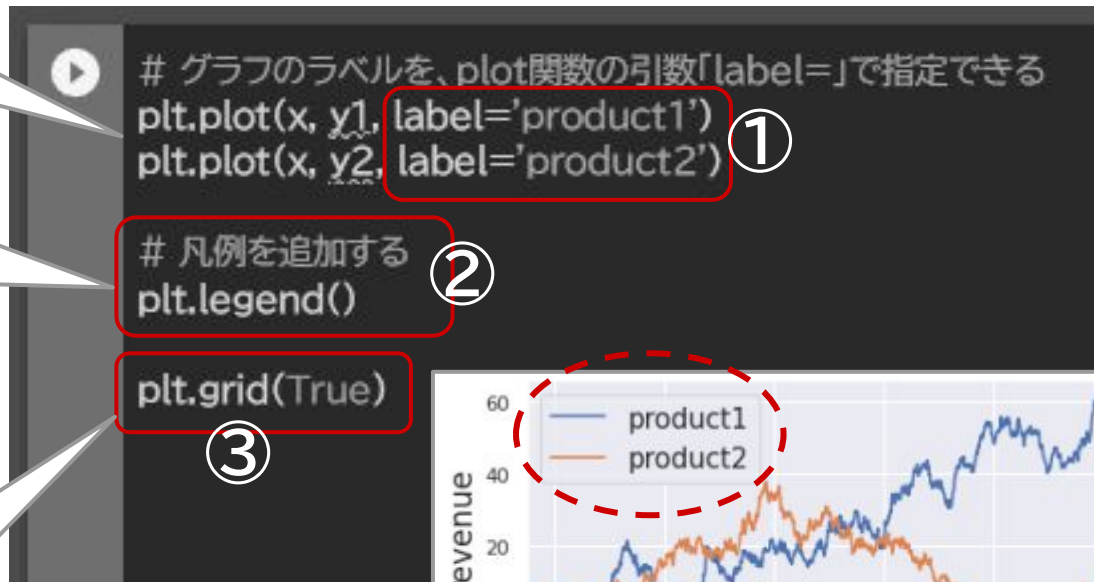 # グラフのラベルを、plot関数の引数「label=」で指定できる
plt.plot(x, y1, label='product1')
plt.plot(x, y2, label='product2')
①
# 凡例を追加する
plt.legend()
②
plt.grid(True)
③
60
40
20
evenue
product1
product2